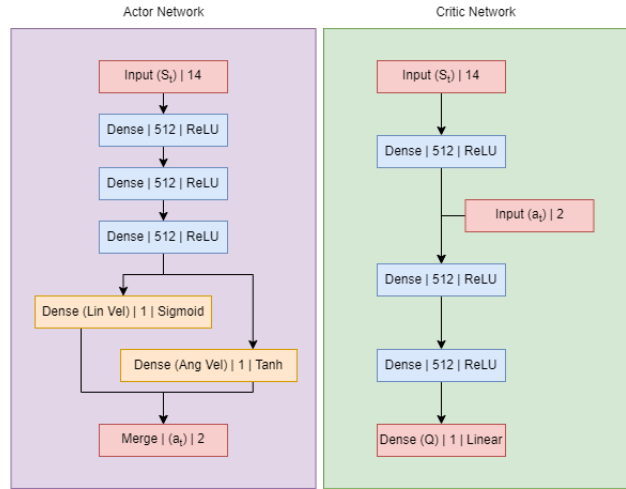 Actor Network
Input (Sₜ) | 14
Dense | 512 | ReLU
Dense | 512 | ReLU
Dense | 512 | ReLU
Dense (Lin Vel) | 1 | Sigmoid
Dense (Ang Vel) | 1 | Tanh
Merge | (aₜ) | 2
Critic Network
Input (Sₜ) | 14
Dense | 512 | ReLU
Input (aₜ) | 2
Dense | 512 | ReLU
Dense | 512 | ReLU
Dense (Q) | 1 | Linear